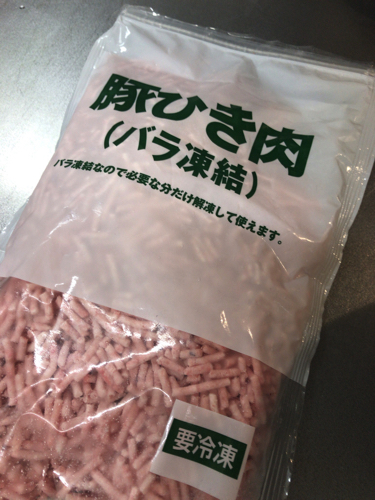 豚ひき肉
(バラ凍結)
バラ凍結なので必要な分だけ解凍して使えます。
要冷凍